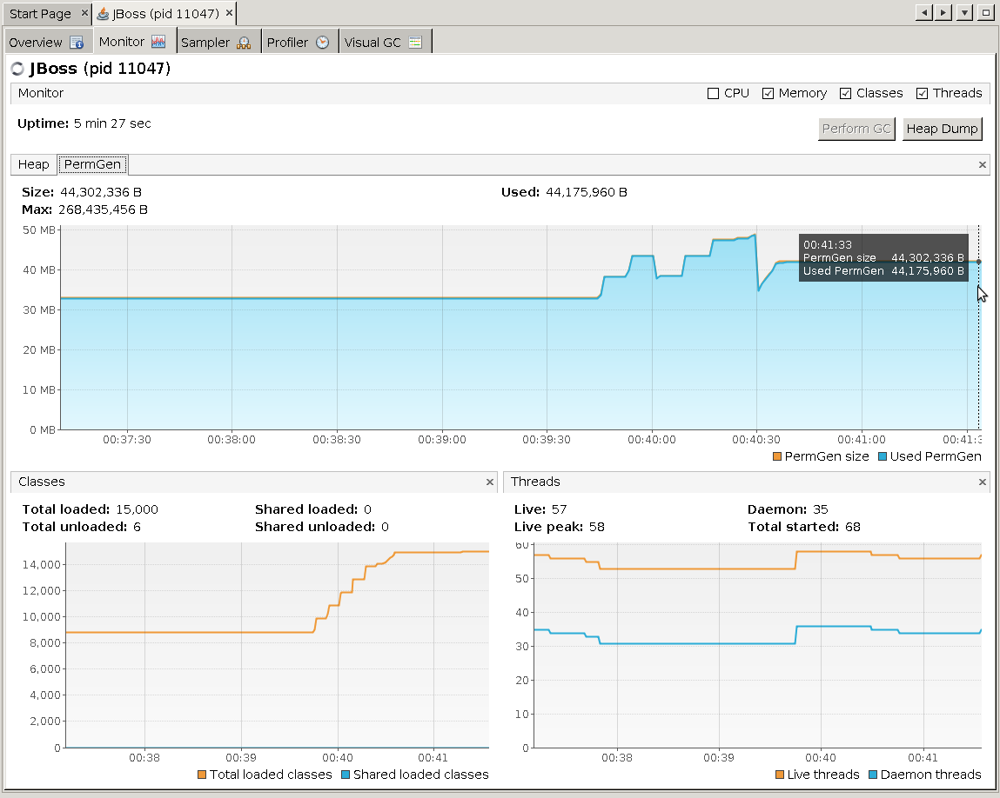 Start Page JBoss (pid 11047)
Overview Monitor Sampler Profiler Visual GC
JBoss (pid 11047)
Monitor CPU Memory Classes Threads
Uptime: 5 min 27 sec
Perform GC Heap Dump
Heap PermGen
Size: 44,302,336 B Used: 44,175,960 B
Max: 268,435,456 B
50 MB
00:41:33
PermGen size 44,302,336 B
Used PermGen 44,175,960 B
40 MB
30 MB
20 MB
10 MB
0 MB
00:37:30 00:38:00 00:38:30 00:39:00 00:39:30 00:40:00 00:40:30 00:41:00 00:41:3
PermGen size Used PermGen
Classes
Total loaded: 15,000 Shared loaded: 0
Total unloaded: 6 Shared unloaded: 0
14,000
12,000
10,000
8,000
6,000
4,000
2,000
0
00:38 00:39 00:40 00:41
Total loaded classes Shared loaded classes
Threads
Live: 57 Daemon: 35
Live peak: 58 Total started: 68
60
50
40
30
20
10
0
00:38 00:39 00:40 00:41
Live threads Daemon threads